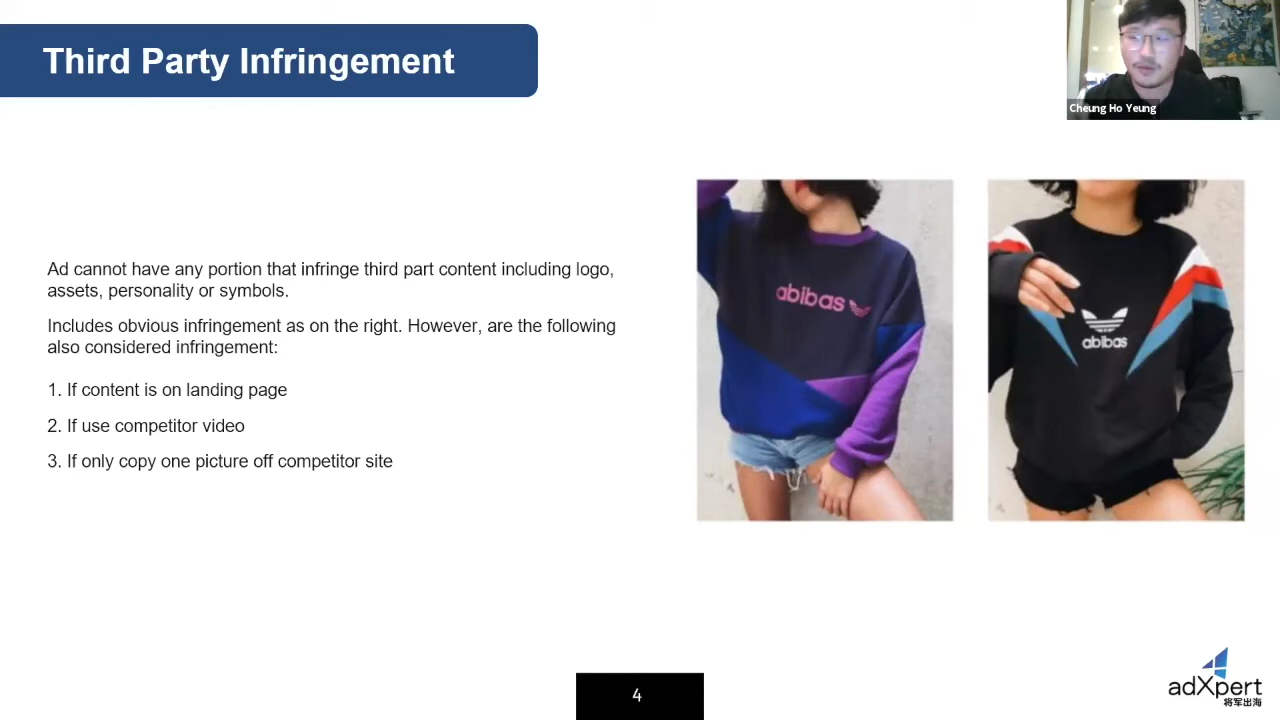 Third Party Infringement
Cheung Ho Yeung
Ad cannot have any portion that infringe third part content including logo,
assets, personality or symbols.
Includes obvious infringement as on the right. However, are the following
also considered infringement:
1. If content is on landing page
2. If use competitor video
3. If only copy one picture off competitor site
abibas
abibas
4
adXpert
将军出海